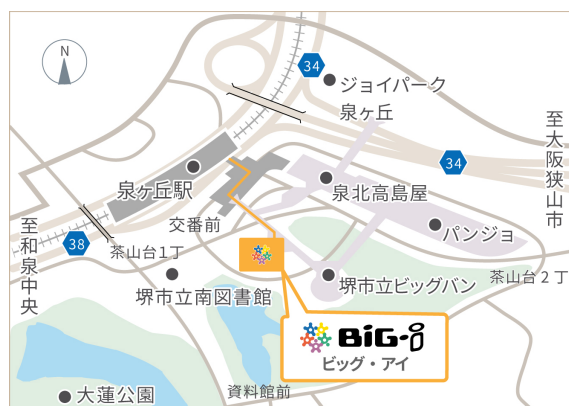 N
34
ジョイパーク
泉ヶ丘
至大阪狭山市
34
泉ヶ丘駅
泉北高島屋
交番前
パンジョ
至和泉中央
38
茶山台1丁
茶山台2丁
堺市立南図書館
堺市立ビッグバン
BiG-i
ビッグ・アイ
大蓮公園
資料館前